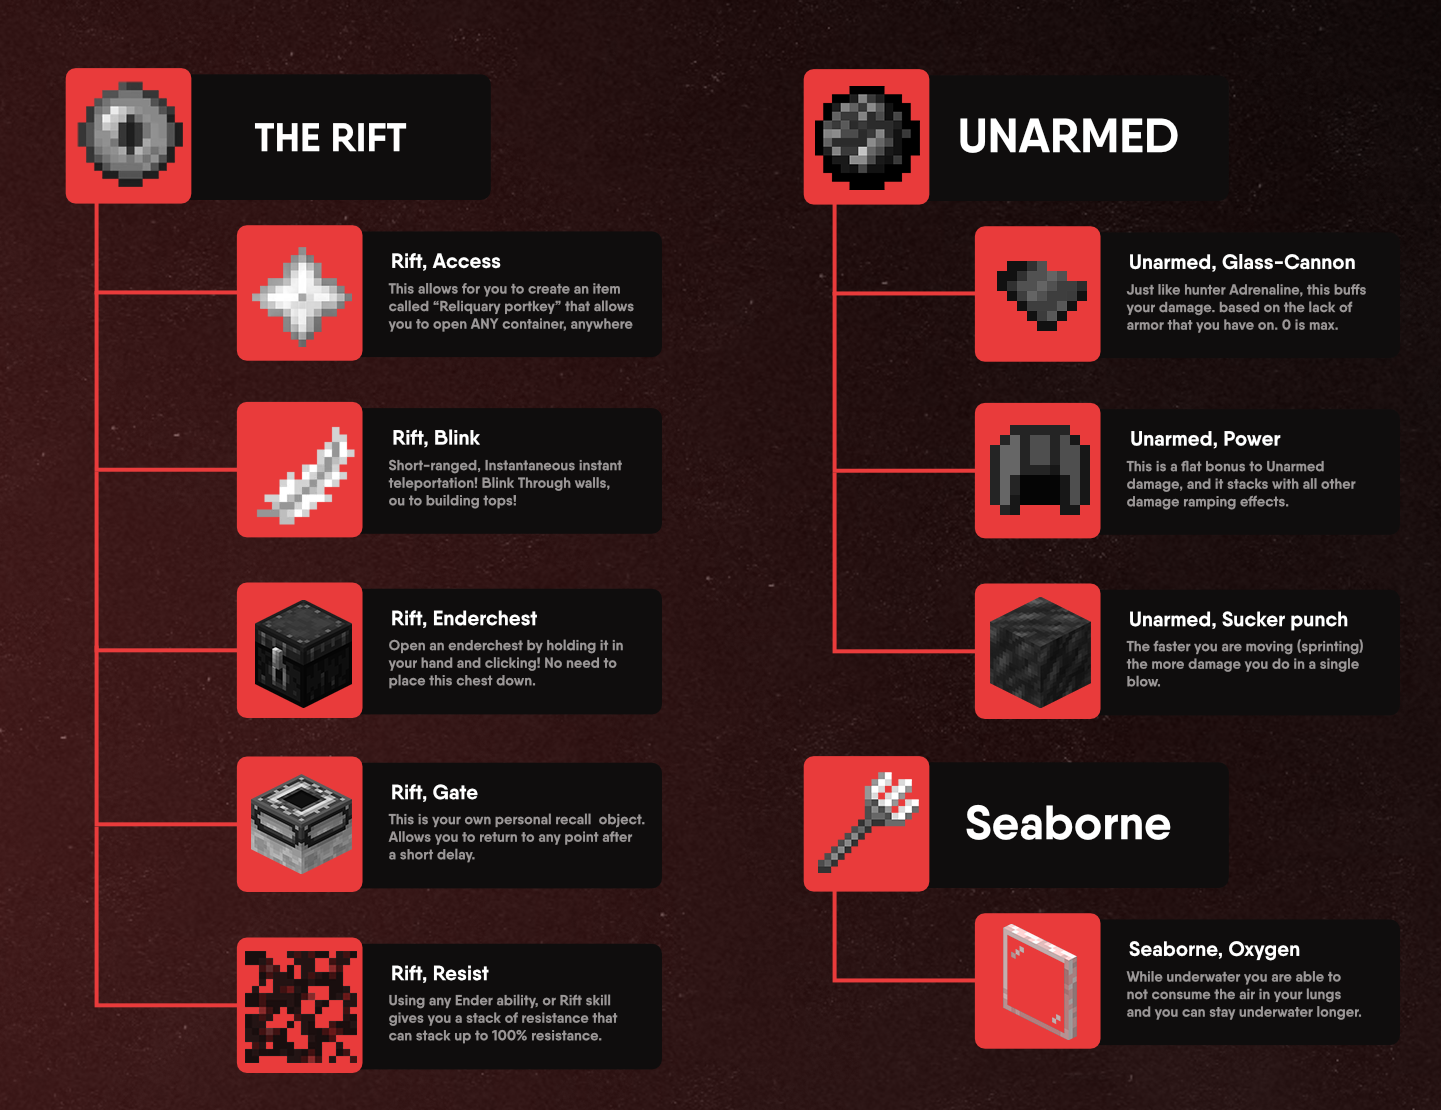 THE RIFT
Rift, Access
This allows for you to create an item
called “Reliquary portkey” that allows
you to open ANY container, anywhere
Rift, Blink
Short-ranged, Instantaneous instant
teleportation! Blink Through walls,
ou to building tops!
Rift, Enderchest
Open an enderchest by holding it in
your hand and clicking! No need to
place this chest down.
Rift, Gate
This is your own personal recall  object.
Allows you to return to any point after
a short delay.
Rift, Resist
Using any Ender ability, or Rift skill
gives you a stack of resistance that
can stack up to 100% resistance.
UNARMED
Unarmed, Glass-Cannon
Just like hunter Adrenaline, this buffs
your damage. based on the lack of
armor that you have on. 0 is max.
Unarmed, Power
This is a flat bonus to Unarmed
damage, and it stacks with all other
damage ramping effects.
Unarmed, Sucker punch
The faster you are moving (sprinting)
the more damage you do in a single
blow.
Seaborne
Seaborne, Oxygen
While underwater you are able to
not consume the air in your lungs
and you can stay underwater longer.